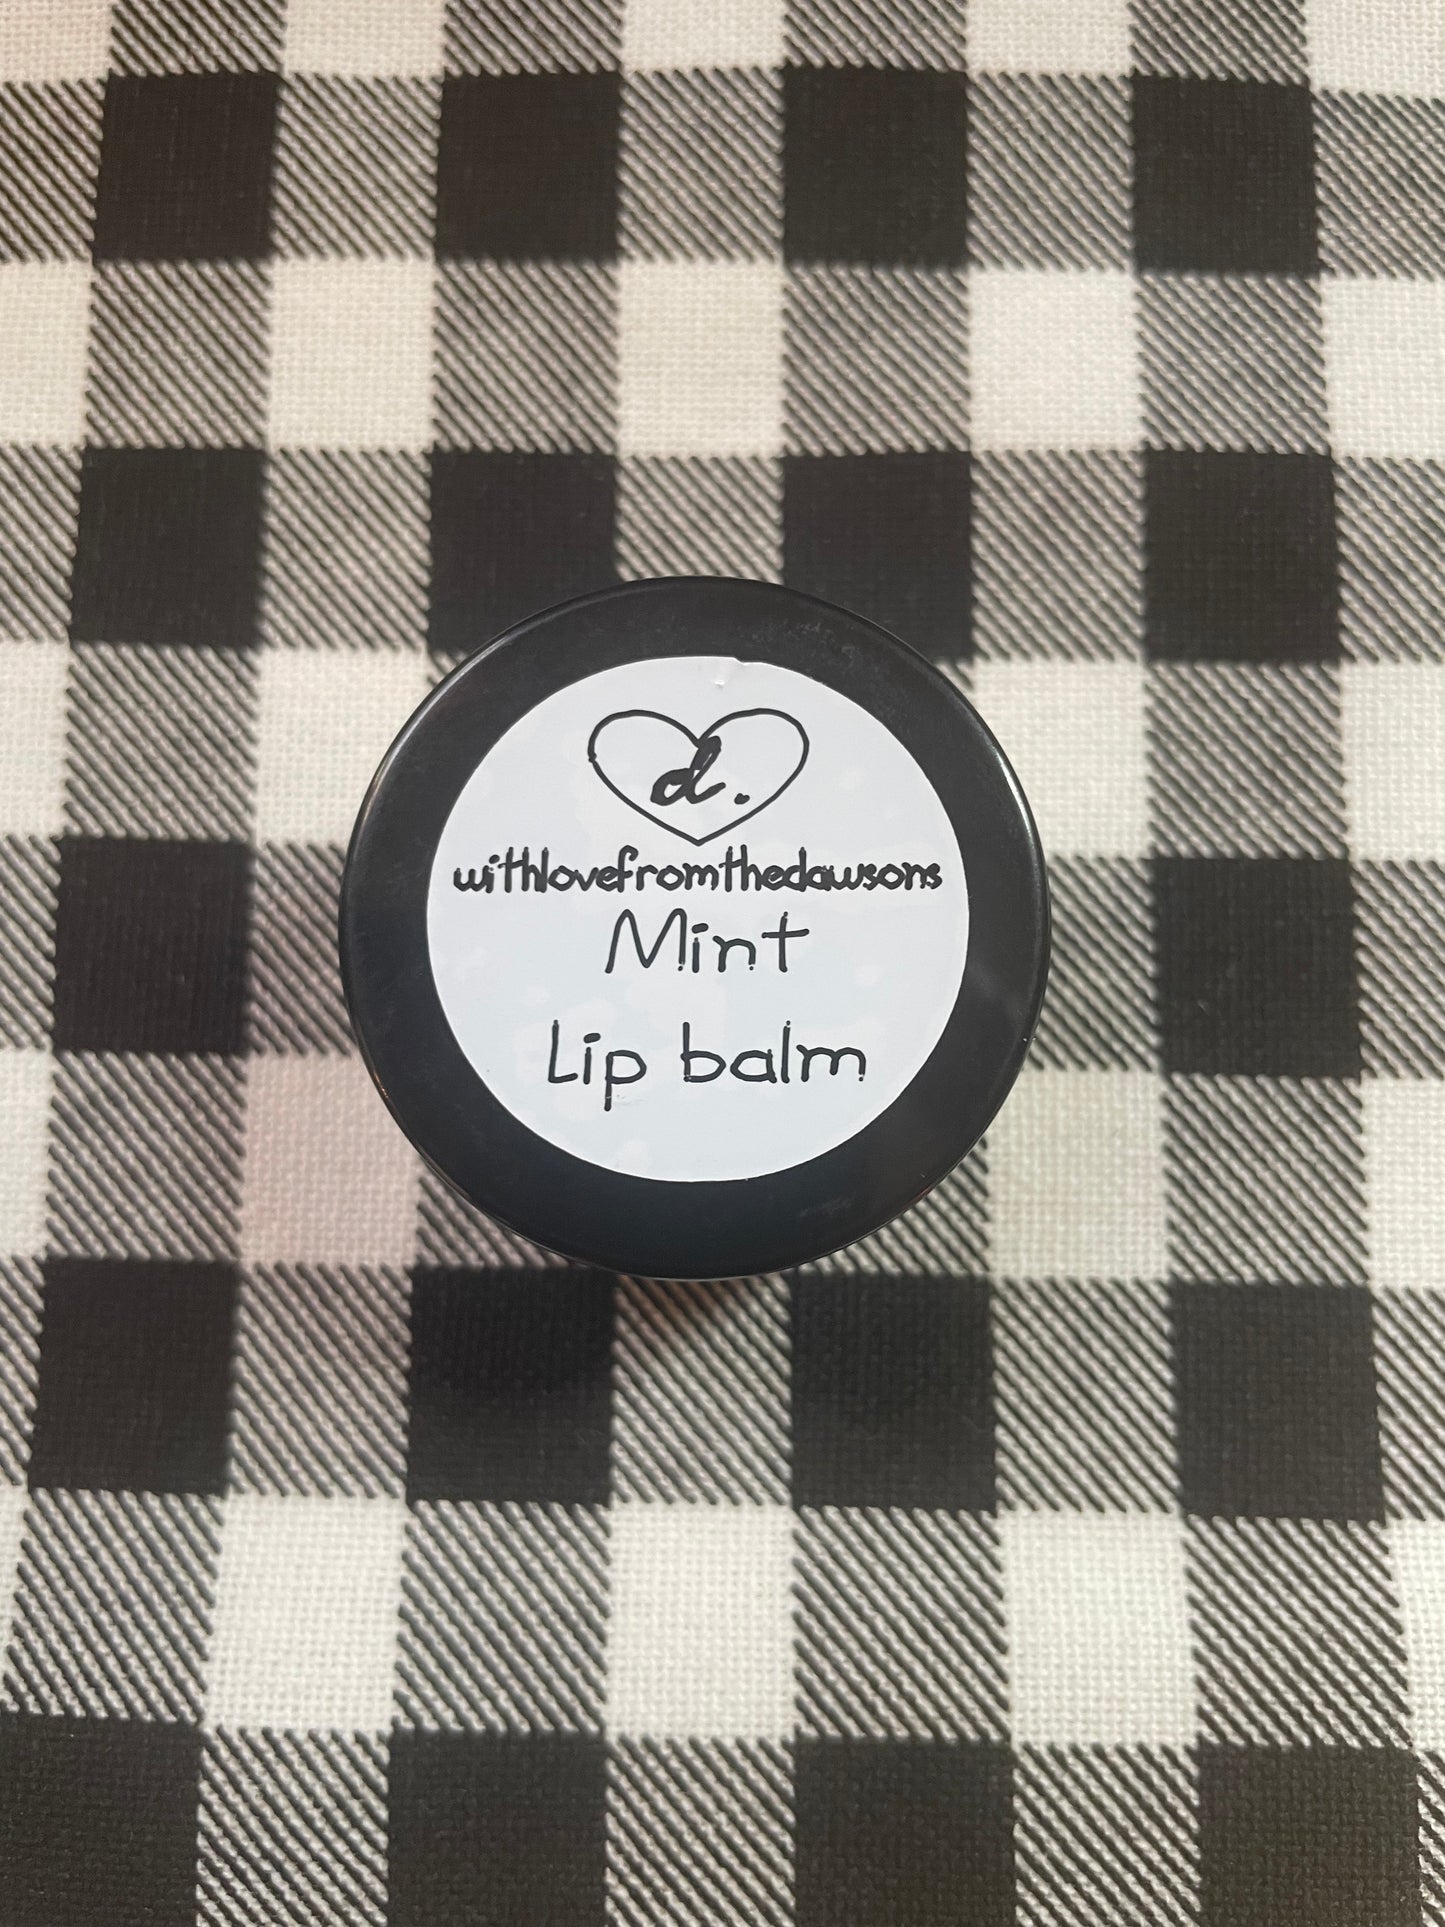 d.
withlovefromthedawsons
Mint
Lip balm